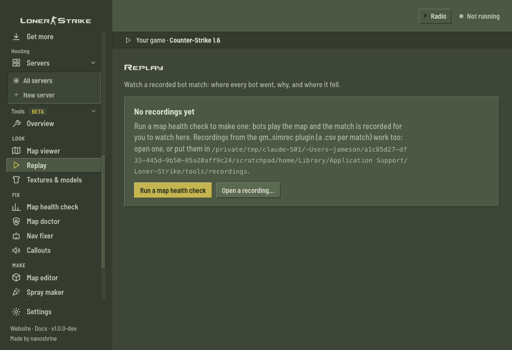 LONERSTRIKE
Get more
Hosting
Servers
All servers
New server
Tools BETA
Overview
LOOK
Map viewer
Replay
Textures & models
FIX
Map health check
Map doctor
Nav fixer
Callouts
MAKE
Map editor
Spray maker
Settings
Website · Docs · v1.0.0-dev
Made by nanoshrine
Radio
Not running
Your game · Counter-Strike 1.6
REPLAY
Watch a recorded bot match: where every bot went, why, and where it fell.
No recordings yet
Run a map health check to make one: bots play the map and the match is recorded for
you to watch here. Recordings from the gm_simrec plugin (a .csv per match) work too:
open one, or put them in /private/tmp/claude-501/-Users-jameson/a1c85d27-df
33-445d-9b50-85a20aff9c24/scratchpad/home/Library/Application Support/
Loner-Strike/tools/recordings.
Run a map health check
Open a recording...